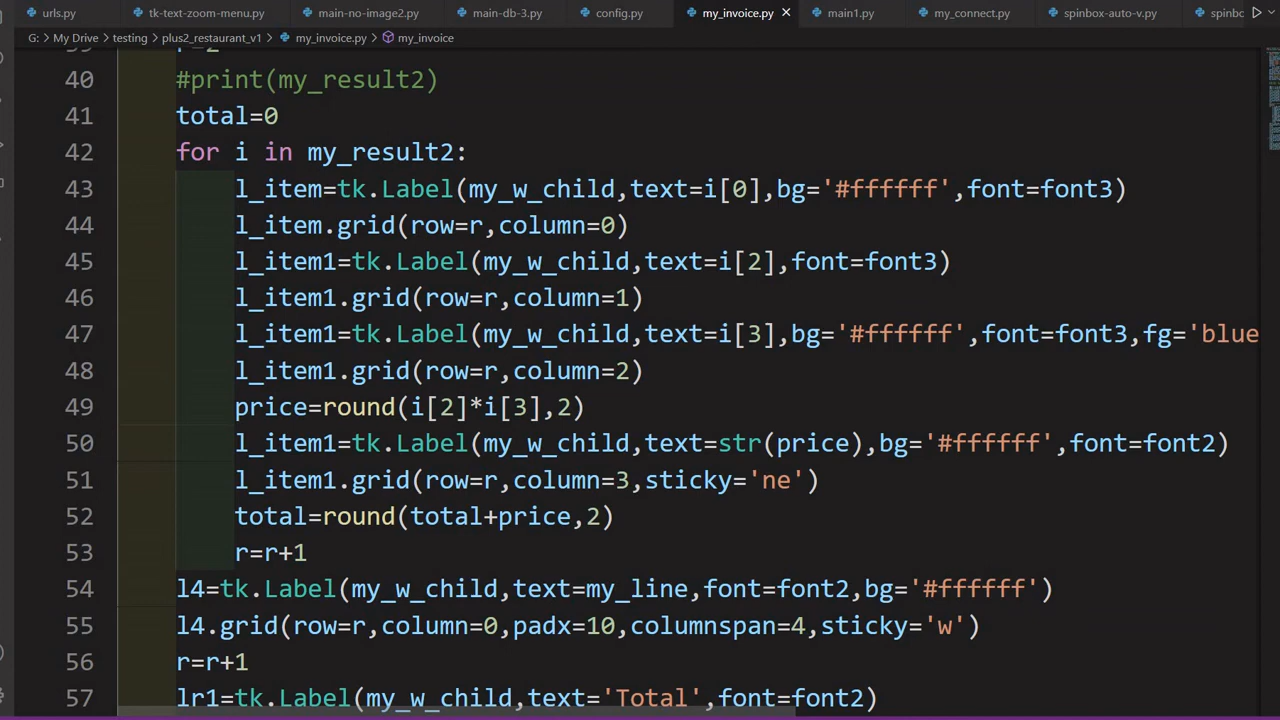 urls.py tk-text-zoom-menu.py main-no-image2.py main-db-3.py config.py my_invoice.py × main1.py my_connect.py spinbox-auto-v.py spinbo
G: > My Drive > testing > plus2_restaurant_v1 > my_invoice.py > my_invoice
40 #print(my_result2)
41 total=0
42 for i in my_result2:
43 l_item=tk.Label(my_w_child,text=i[0],bg='#ffffff',font=font3)
44 l_item.grid(row=r,column=0)
45 l_item1=tk.Label(my_w_child,text=i[2],font=font3)
46 l_item1.grid(row=r,column=1)
47 l_item1=tk.Label(my_w_child,text=i[3],bg='#ffffff',font=font3,fg='blue
48 l_item1.grid(row=r,column=2)
49 price=round(i[2]*i[3],2)
50 l_item1=tk.Label(my_w_child,text=str(price),bg='#ffffff',font=font2)
51 l_item1.grid(row=r,column=3,sticky='ne')
52 total=round(total+price,2)
53 r=r+1
54 l4=tk.Label(my_w_child,text=my_line,font=font2,bg='#ffffff')
55 l4.grid(row=r,column=0,padx=10,columnspan=4,sticky='w')
56 r=r+1
57 lr1=tk.Label(my_w_child,text='Total',font=font2)